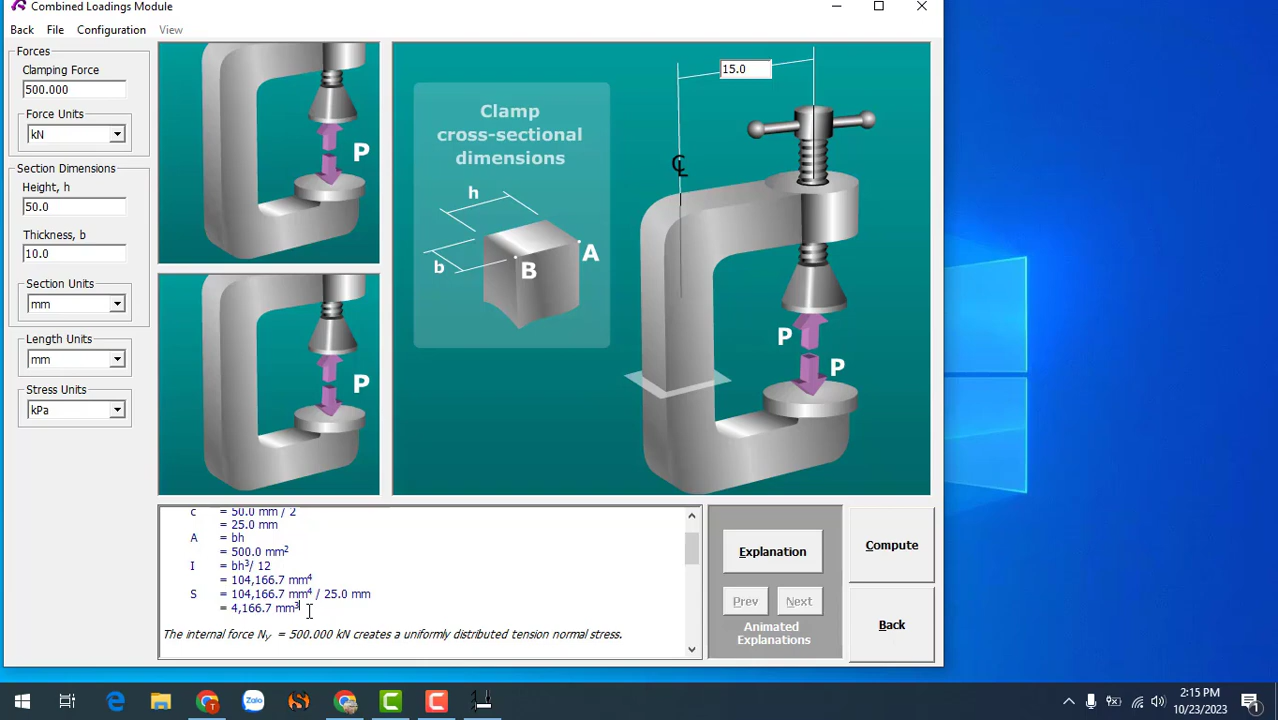 Combined Loadings Module
Back File Configuration View
Forces
Clamping Force
500.000
Force Units
kN
Section Dimensions
Height, h
50.0
Thickness, b
10.0
Section Units
mm
Length Units
mm
Stress Units
kPa
P
P
Clamp
cross-sectional
dimensions
h
b
A
B
15.0
℄
P
P
c = 50.0 mm / 2
= 25.0 mm
A = bh
= 500.0 mm²
I = bh³/ 12
= 104,166.7 mm⁴
S = 104,166.7 mm⁴ / 25.0 mm
= 4,166.7 mm³
The internal force Ny = 500.000 kN creates a uniformly distributed tension normal stress.
Explanation
Prev Next
Animated
Explanations
Compute
Back
Zalo
2:15 PM
10/23/2023
1